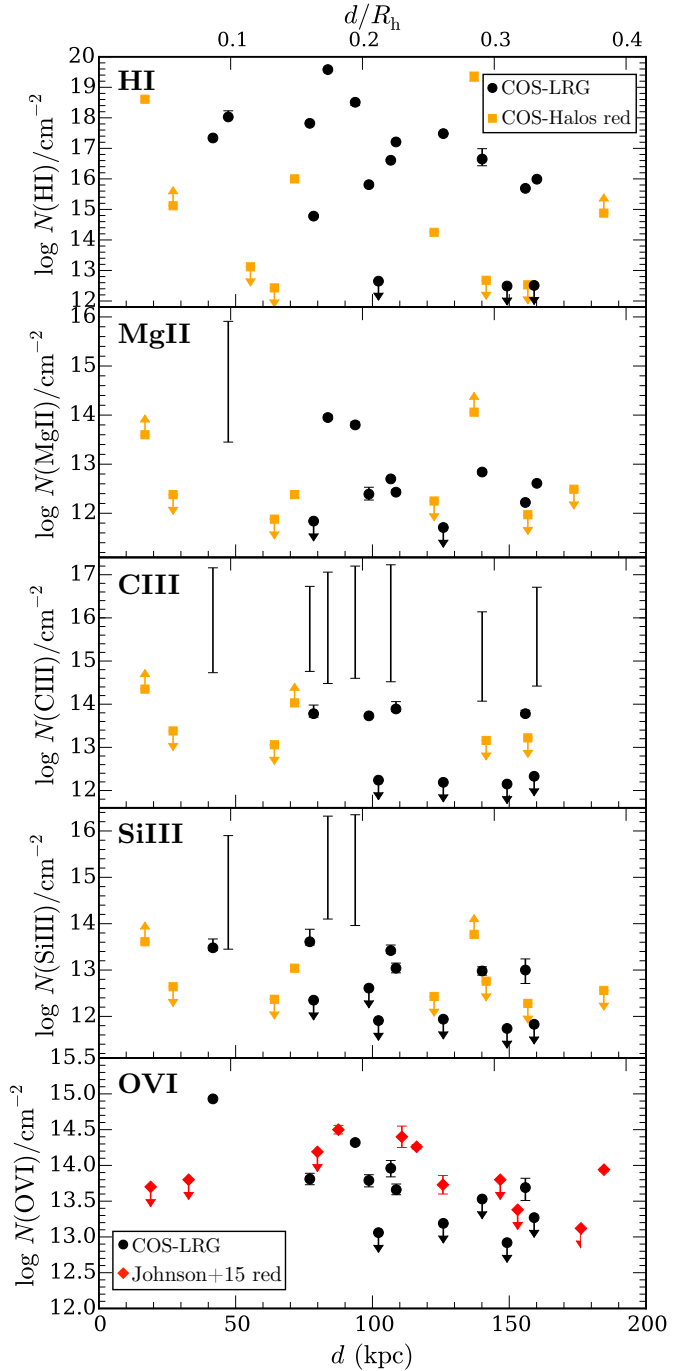 d/R_h
0.1 0.2 0.3 0.4
HI
COS-LRG
COS-Halos red
log N(HI)/cm^−2
20
19
18
17
16
15
14
13
12
MgII
log N(MgII)/cm^−2
16
14
13
12
CIII
log N(CIII)/cm^−2
17
16
15
14
13
12
SiIII
log N(SiIII)/cm^−2
16
15
14
13
12
15.5
OVI
log N(OVI)/cm^−2
15.0
14.5
14.0
13.5
13.0
12.5
12.0
COS-LRG
Johnson+15 red
0 50 100 150 200
d (kpc)